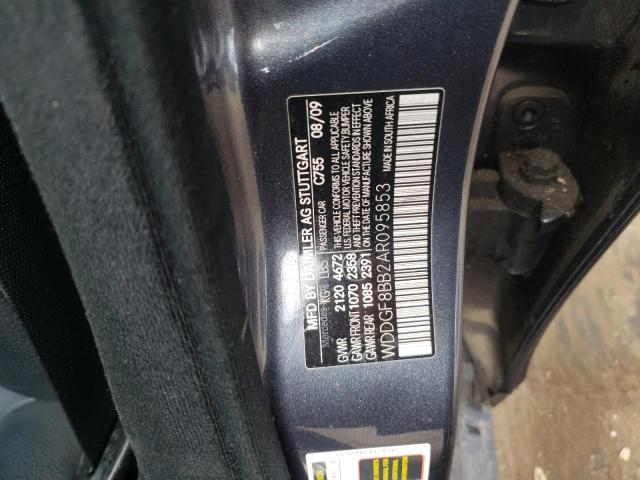 MFD BY DAIMLER AG STUTTGART
Mercedes- PASSENGER CAR C755 08/09
KG LBS
GVWR 2120 4672
GAWR FRONT 1070 2358
GAWR REAR 1085 2391
THIS VEHICLE CONFORMS TO ALL APPLICABLE
U.S. FEDERAL MOTOR VEHICLE SAFETY BUMPER
AND THEFT PREVENTION STANDARDS IN EFFECT
ON THE DATE OF MANUFACTURE SHOWN ABOVE
WDDGF8BB2AR095853
MADE IN SOUTH AFRICA